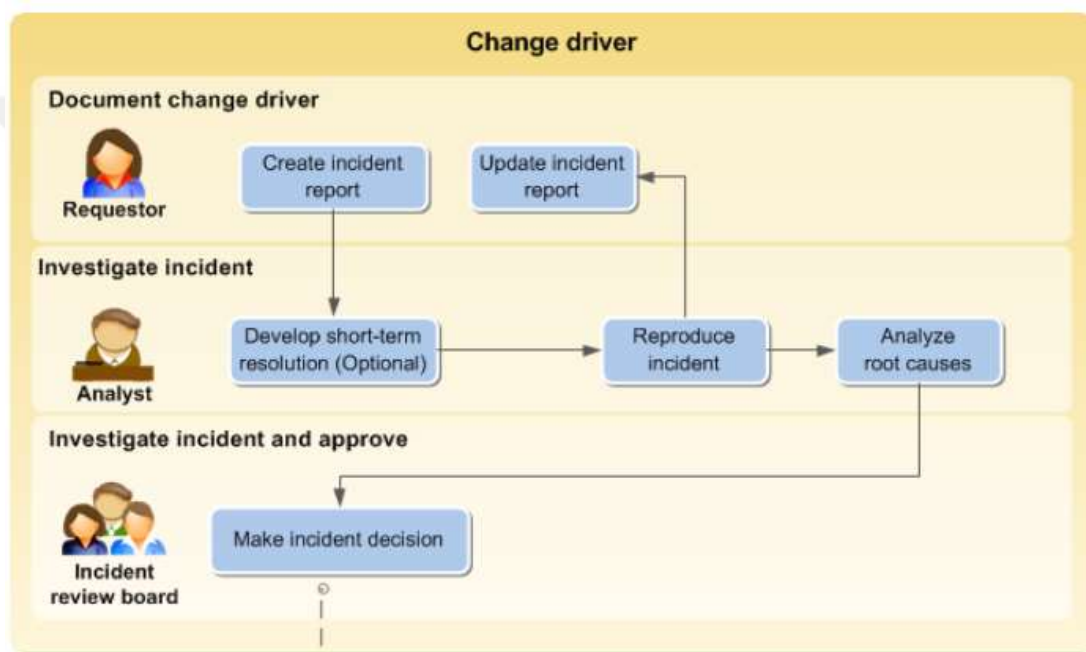 Change driver
Document change driver
Create incident
report
Update incident
report
Requestor
Investigate incident
Develop short-term
resolution (Optional)
Reproduce
incident
Analyze
root causes
Analyst
Investigate incident and approve
Make incident decision
Incident
review board